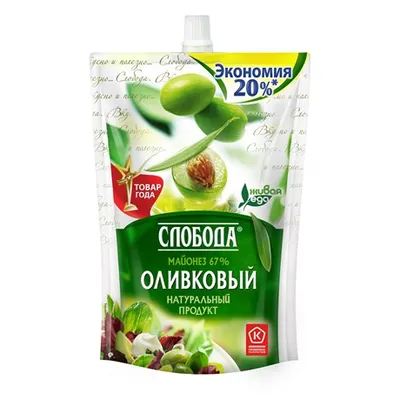 Экономия
20%*
ТОВАР
ГОДА
живая
еда
СЛОБОДА®
МАЙОНЕЗ 67%
ОЛИВКОВЫЙ
НАТУРАЛЬНЫЙ
ПРОДУКТ
К